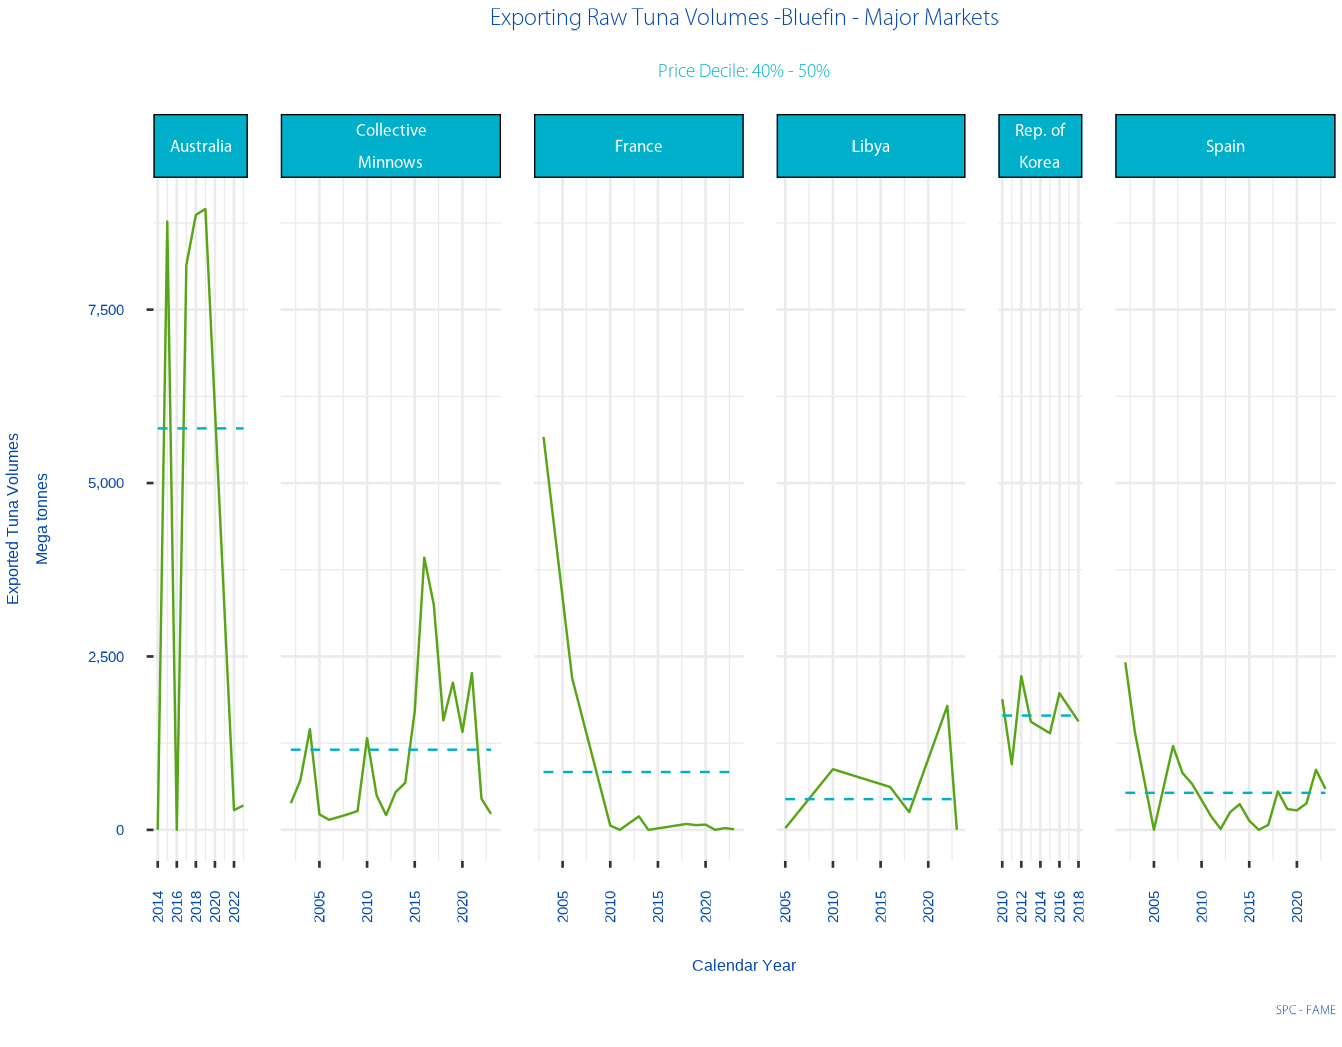 Exporting Raw Tuna Volumes -Bluefin - Major Markets
Price Decile: 40% - 50%
Australia
Collective
Minnows
France
Libya
Rep. of
Korea
Spain
Exported Tuna Volumes
Mega tonnes
7,500
5,000
2,500
0
2014 2016 2018 2020 2022
2005 2010 2015 2020
2005 2010 2015 2020
2005 2010 2015 2020
2010 2012 2014 2016 2018
2005 2010 2015 2020
Calendar Year
SPC - FAME